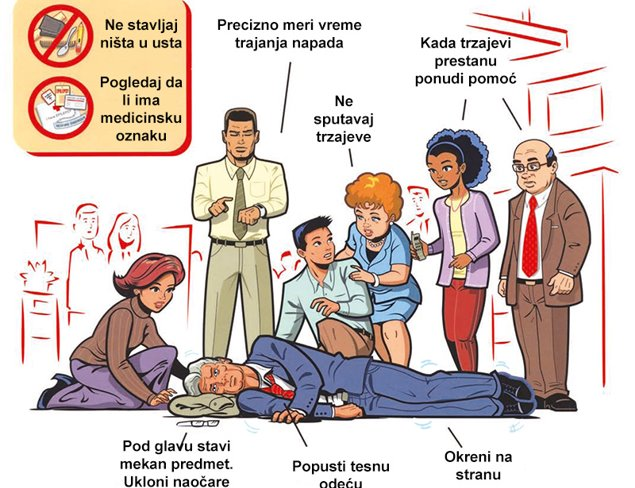 Ne stavljaj
ništa u usta
Pogledaj da
li ima
medicinsku
oznaku
Precizno meri vreme
trajanja napada
Ne
sputavaj
trzajeve
Kada trzajevi
prestanu
ponudi pomoć
Pod glavu stavi
mekan predmet.
Ukloni naočare
Popusti tesnu
odeću
Okreni na
stranu